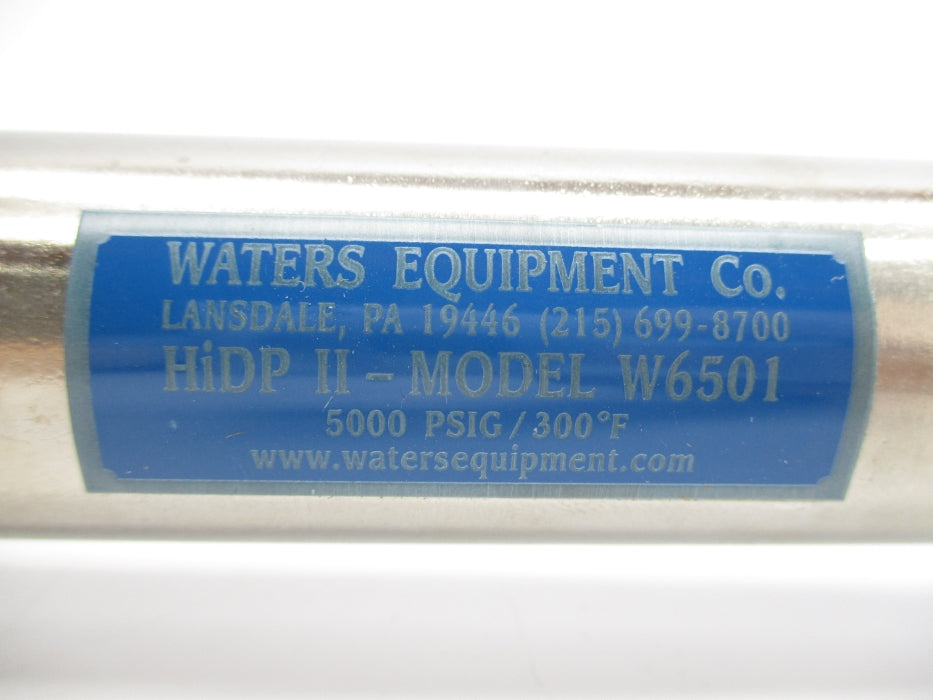 WATERS EQUIPMENT Co.
LANSDALE, PA 19446 (215) 699-8700
HiDP II - MODEL W6501
5000 PSIG / 300°F
www.watersequipment.com